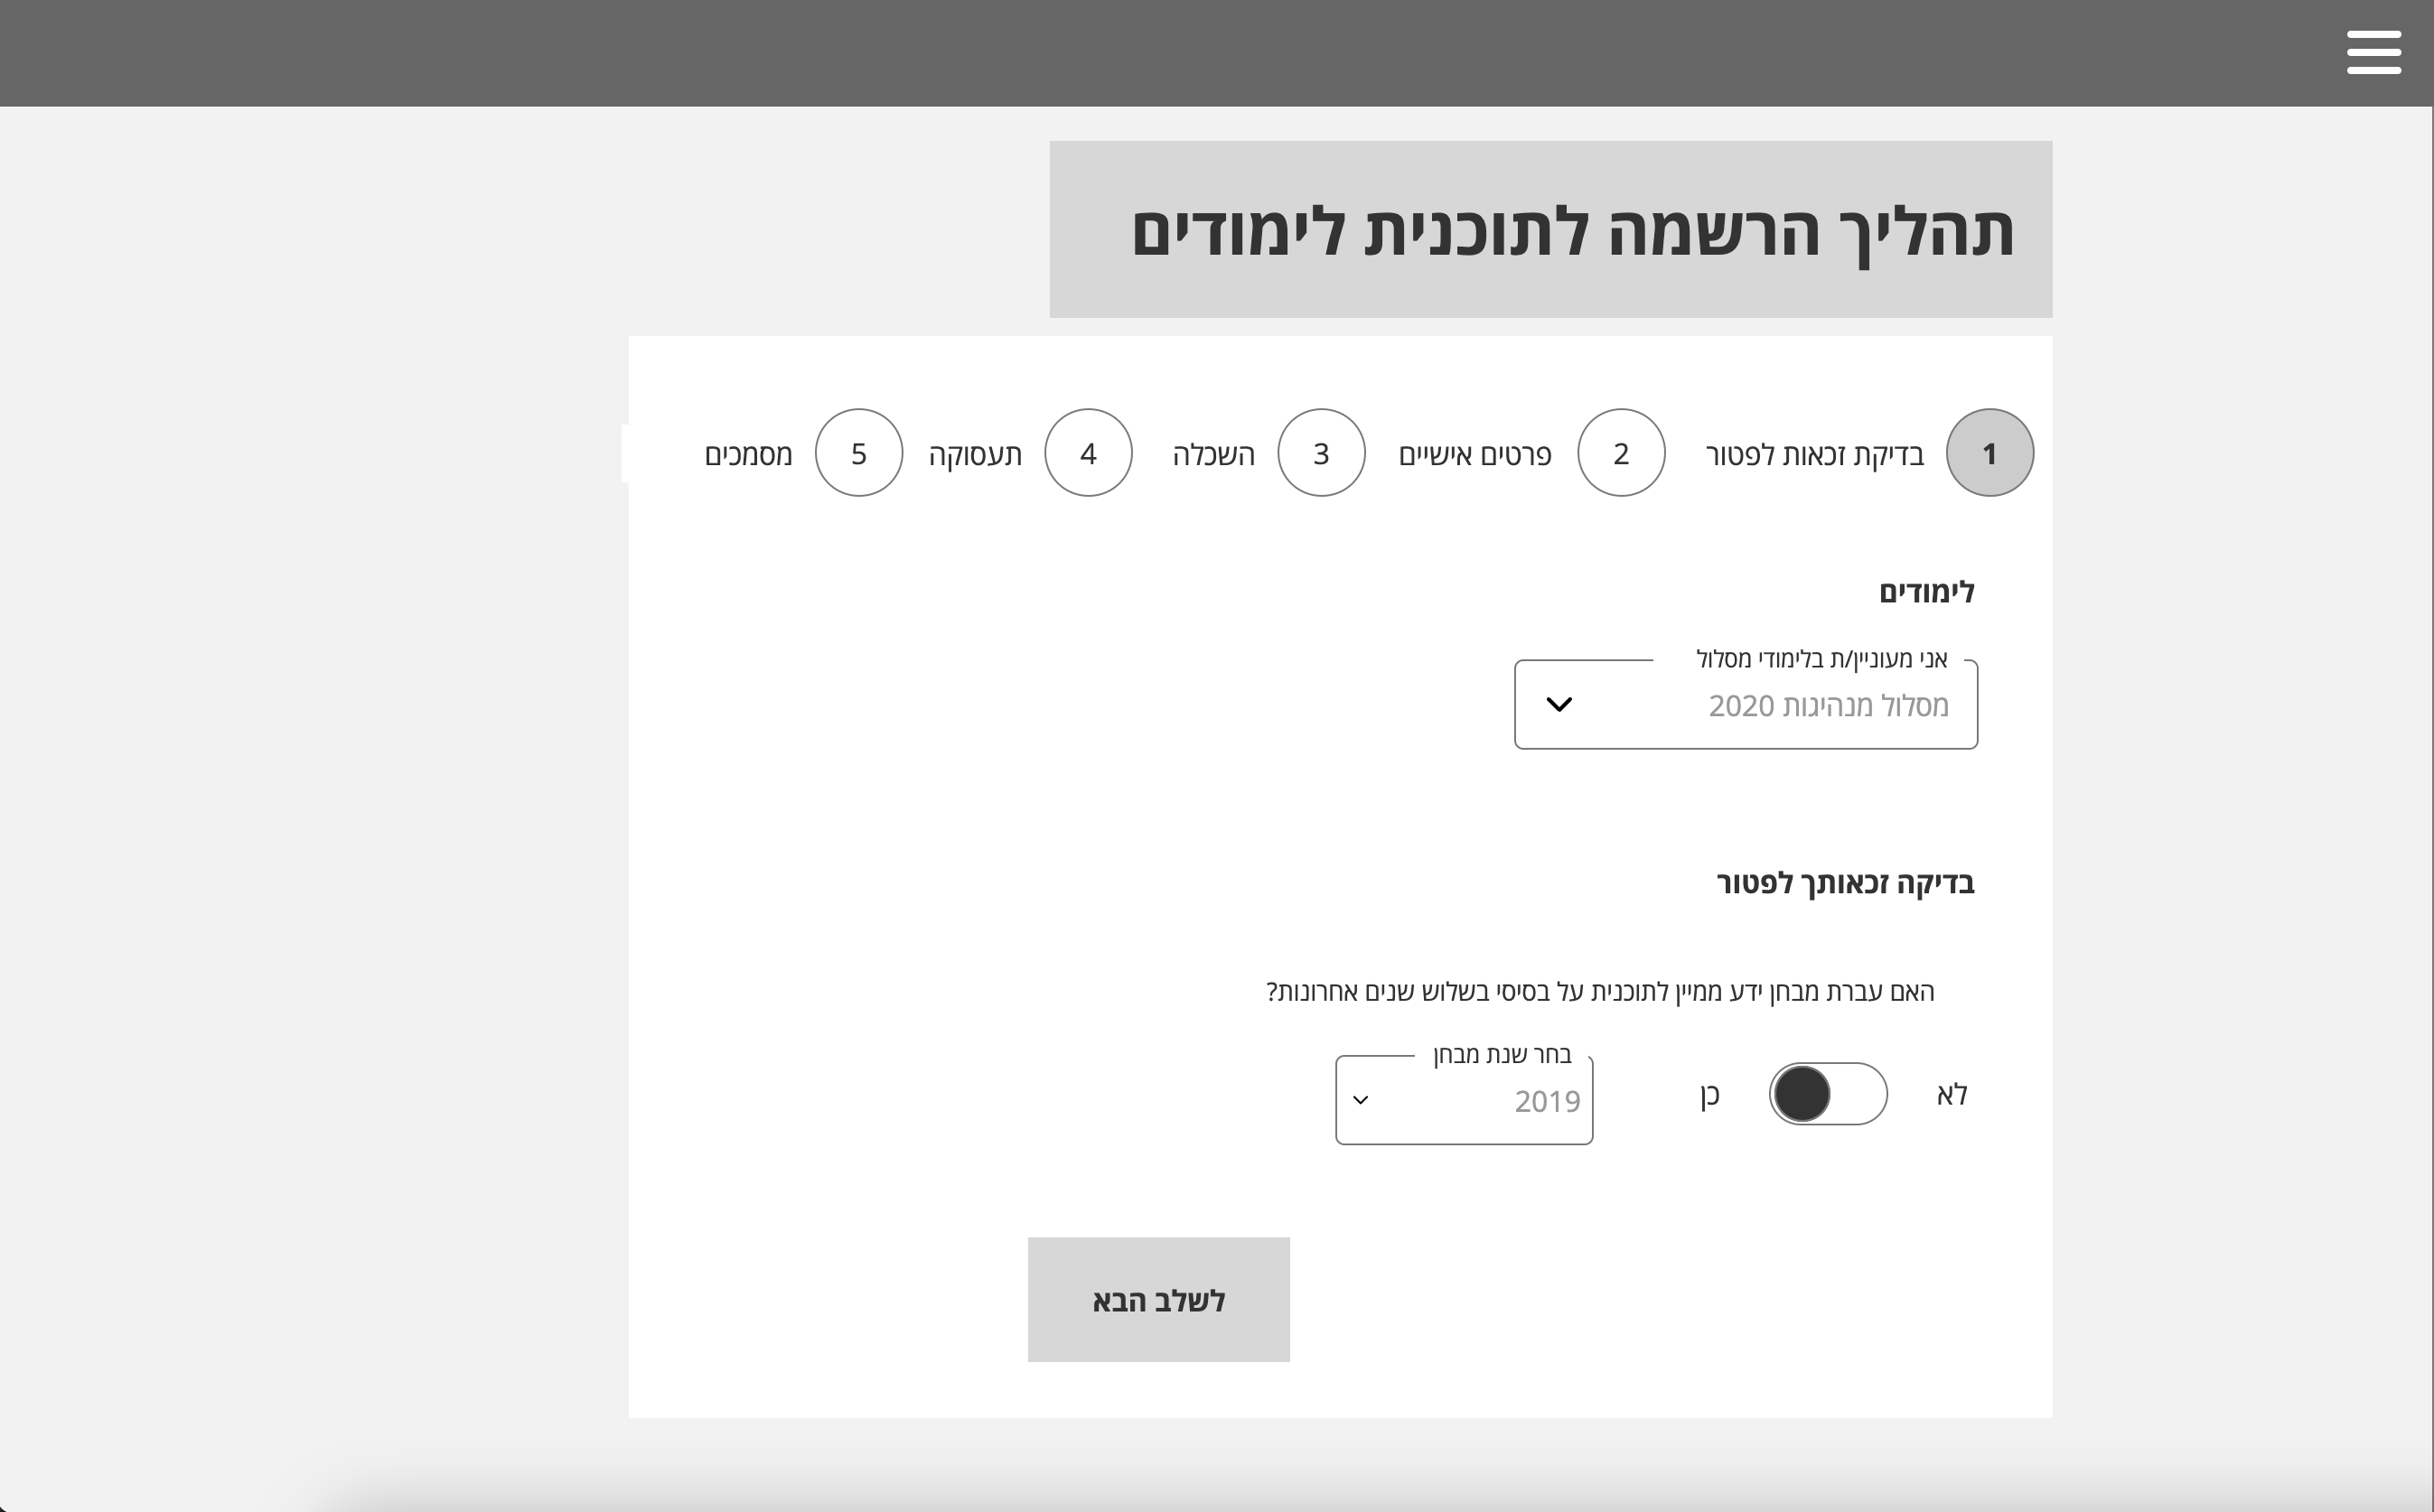 תהליך הרשמה לתוכנית לימודים
1 בדיקת זכאות לפטור 2 פרטים אישיים 3 השכלה 4 תעסוקה 5 מסמכים
לימודים
אני מעוניין/ת בלימודי מסלול
מסלול מנהיגות 2020
בדיקה זכאותך לפטור
האם עברת מבחן ידע ממיין לתוכנית על בסיסי בשלוש שנים אחרונות?
בחר שנת מבחן
לא כן 2019
לשלב הבא